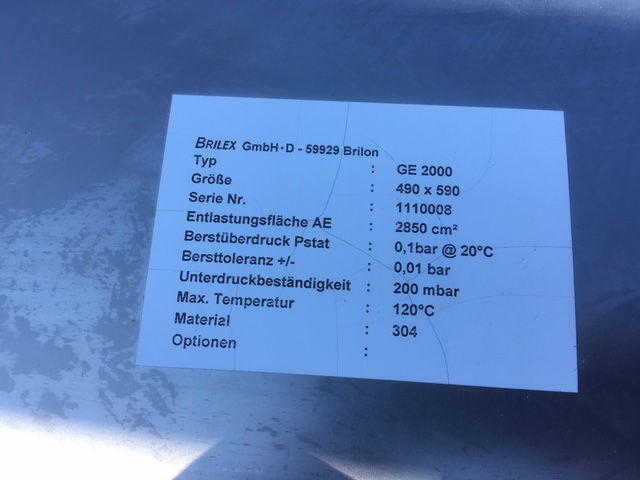 BRILEX GmbH·D - 59929 Brilon
Typ : GE 2000
Größe : 490 x 590
Serie Nr. : 1110008
Entlastungsfläche AE : 2850 cm²
Berstüberdruck Pstat : 0,1bar @ 20°C
Bersttoleranz +/- : 0,01 bar
Unterdruckbeständigkeit : 200 mbar
Max. Temperatur : 120°C
Material : 304
Optionen :